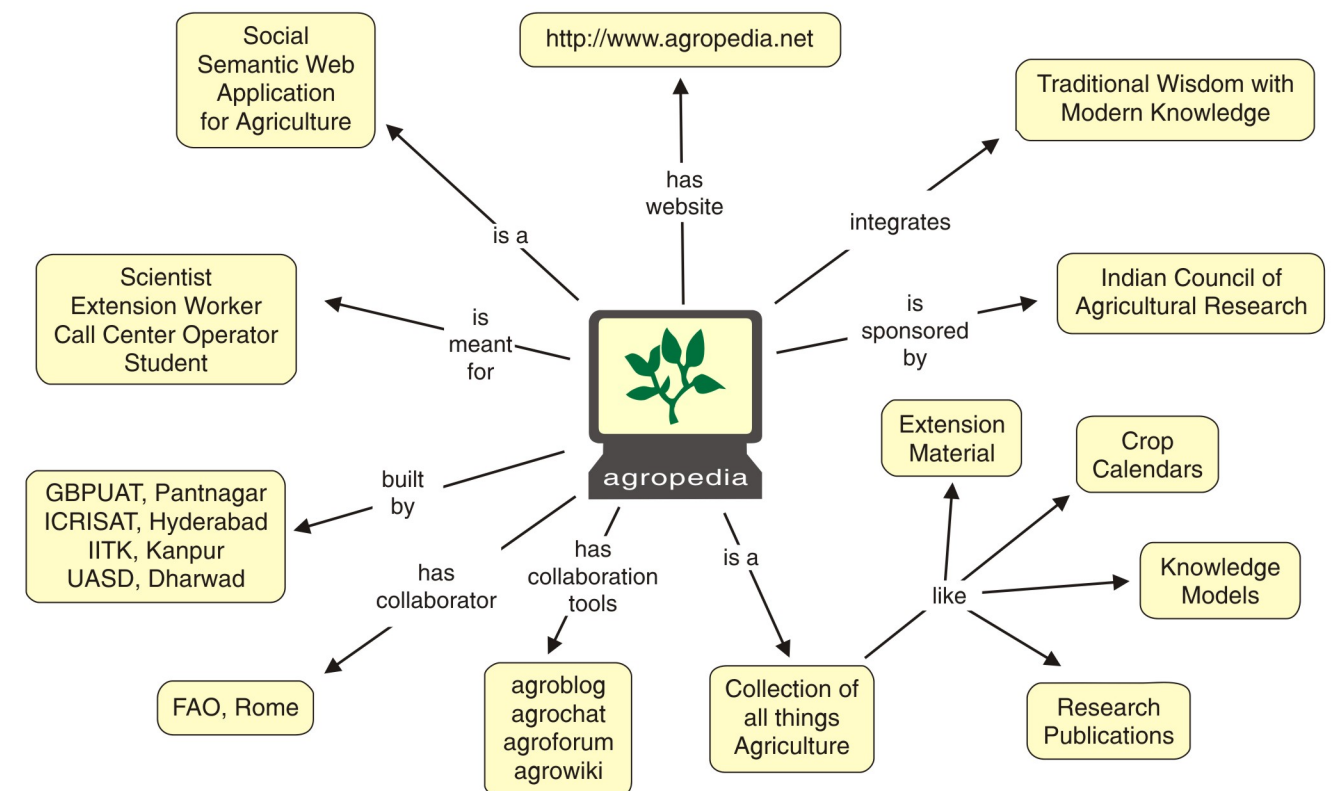 Social
Semantic Web
Application
for Agriculture
http://www.agropedia.net
Traditional Wisdom with
Modern Knowledge
has
website
integrates
is a
Scientist
Extension Worker
Call Center Operator
Student
is
meant
for
is
sponsored
by
Indian Council of
Agricultural Research
agropedia
Extension
Material
Crop
Calendars
built
by
GBPUAT, Pantnagar
ICRISAT, Hyderabad
IITK, Kanpur
UASD, Dharwad
has
collaborator
has
collaboration
tools
is a
like
Knowledge
Models
FAO, Rome
agroblog
agrochat
agroforum
agrowiki
Collection of
all things
Agriculture
Research
Publications